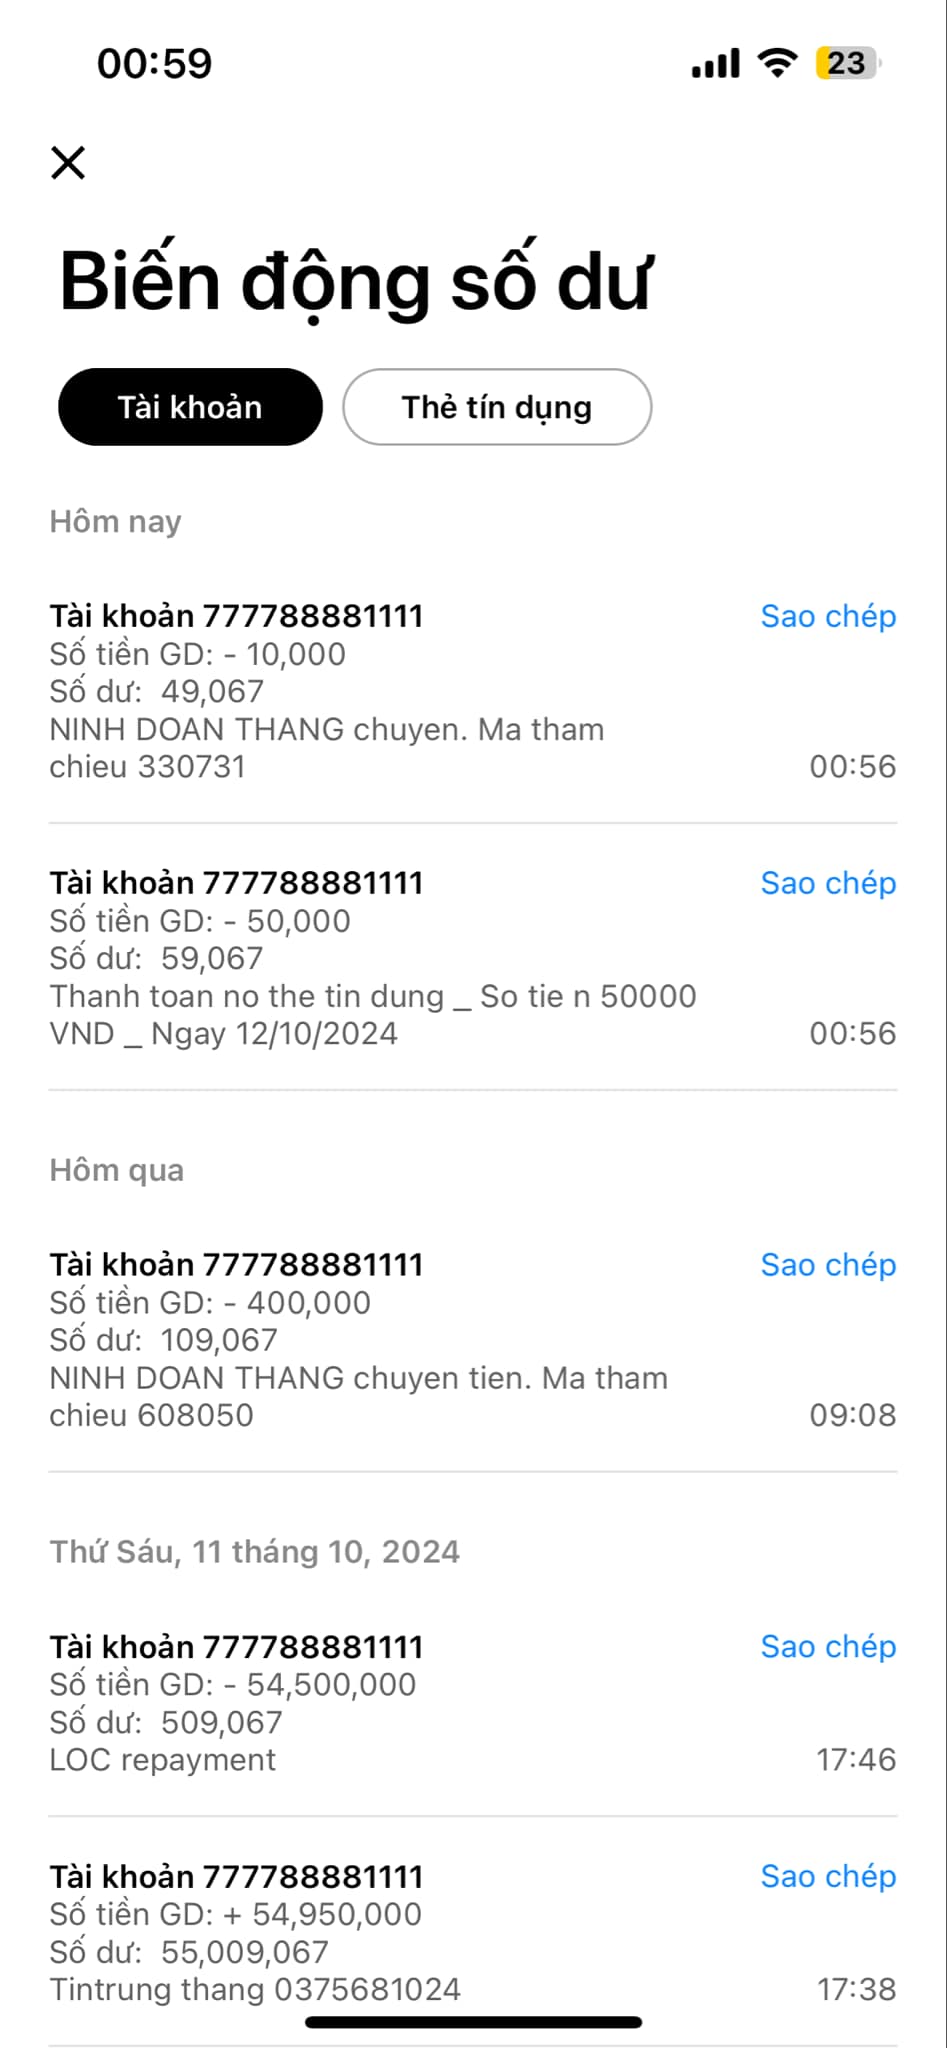 00:59
23
Biến động số dư
Tài khoản
Thẻ tín dụng
Hôm nay
Tài khoản 777788881111
Sao chép
Số tiền GD: - 10,000
Số dư:  49,067
NINH DOAN THANG chuyen. Ma tham
chieu 330731
00:56
Tài khoản 777788881111
Sao chép
Số tiền GD: - 50,000
Số dư:  59,067
Thanh toan no the tin dung _ So tie n 50000
VND _ Ngay 12/10/2024
00:56
Hôm qua
Tài khoản 777788881111
Sao chép
Số tiền GD: - 400,000
Số dư:  109,067
NINH DOAN THANG chuyen tien. Ma tham
chieu 608050
09:08
Thứ Sáu, 11 tháng 10, 2024
Tài khoản 777788881111
Sao chép
Số tiền GD: - 54,500,000
Số dư:  509,067
LOC repayment
17:46
Tài khoản 777788881111
Sao chép
Số tiền GD: + 54,950,000
Số dư:  55,009,067
Tintrung thang 0375681024
17:38